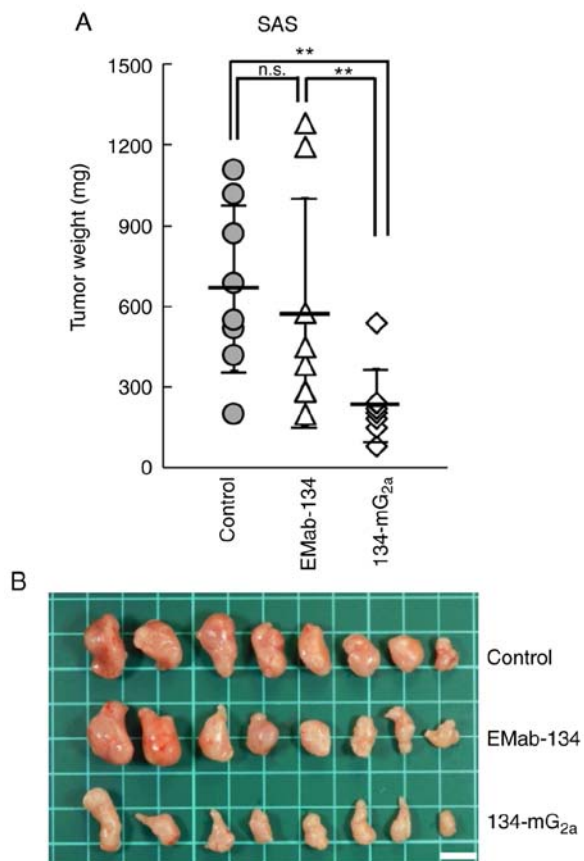 A
SAS
**
n.s.
**
1500
1200
900
600
300
0
Tumor weight (mg)
Control
EMab-134
134-mG2a
B
Control
EMab-134
134-mG2a